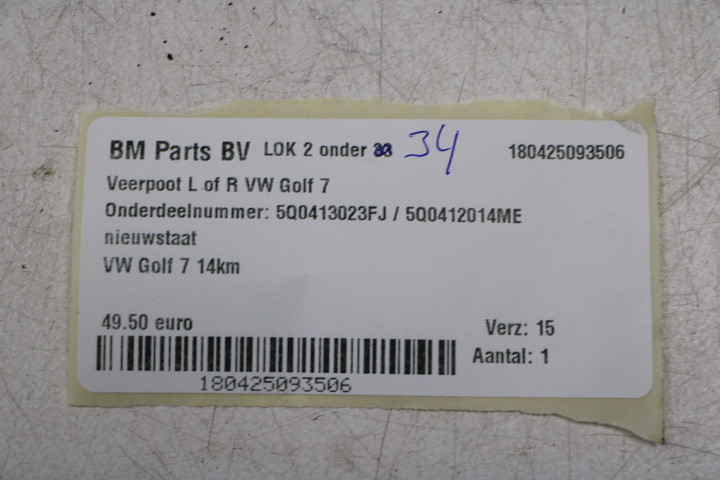 BM Parts BV LOK 2 onder 34 180425093506
Veerpoot L of R VW Golf 7
Onderdeelnummer: 5Q0413023FJ / 5Q0412014ME
nieuwstaat
VW Golf 7 14km
49.50 euro
Verz: 15
Aantal: 1
180425093506